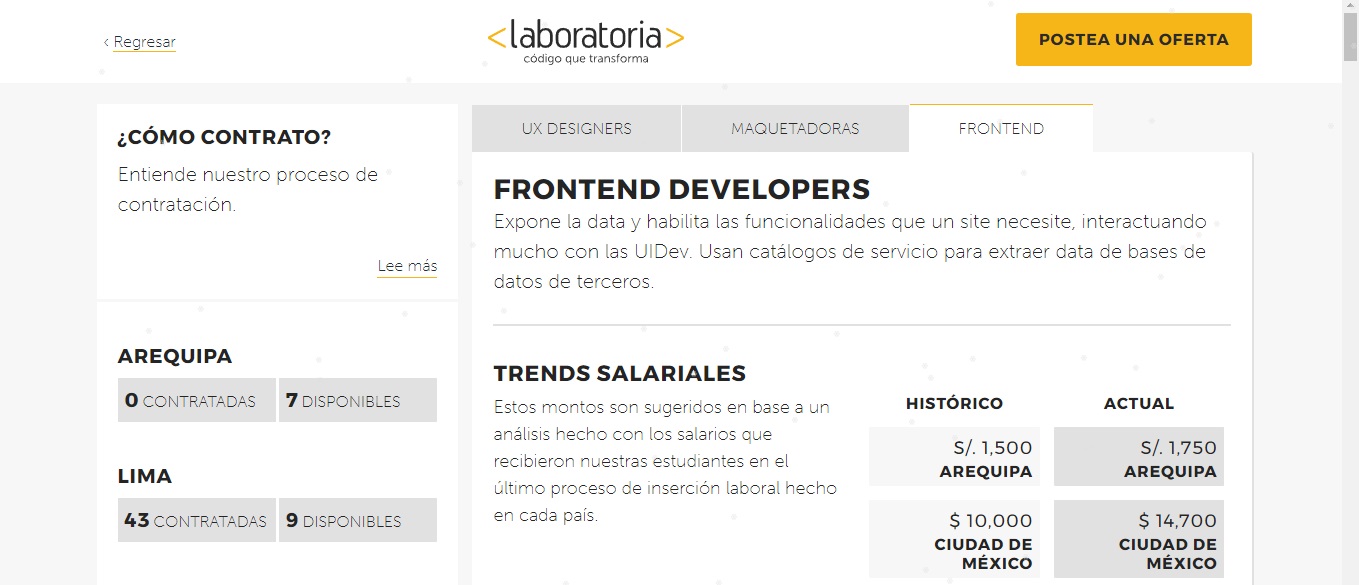 ‹ Regresar
<laboratoria>
código que transforma
POSTEA UNA OFERTA
¿CÓMO CONTRATO?
Entiende nuestro proceso de
contratación.
Lee más
AREQUIPA
0 CONTRATADAS
7 DISPONIBLES
LIMA
43 CONTRATADAS
9 DISPONIBLES
UX DESIGNERS
MAQUETADORAS
FRONTEND
FRONTEND DEVELOPERS
Expone la data y habilita las funcionalidades que un site necesite, interactuando
mucho con las UIDev. Usan catálogos de servicio para extraer data de bases de
datos de terceros.
TRENDS SALARIALES
Estos montos son sugeridos en base a un
análisis hecho con los salarios que
recibieron nuestras estudiantes en el
último proceso de inserción laboral hecho
en cada país.
HISTÓRICO
ACTUAL
S/. 1,500
AREQUIPA
S/. 1,750
AREQUIPA
$ 10,000
CIUDAD DE
MÉXICO
$ 14,700
CIUDAD DE
MÉXICO